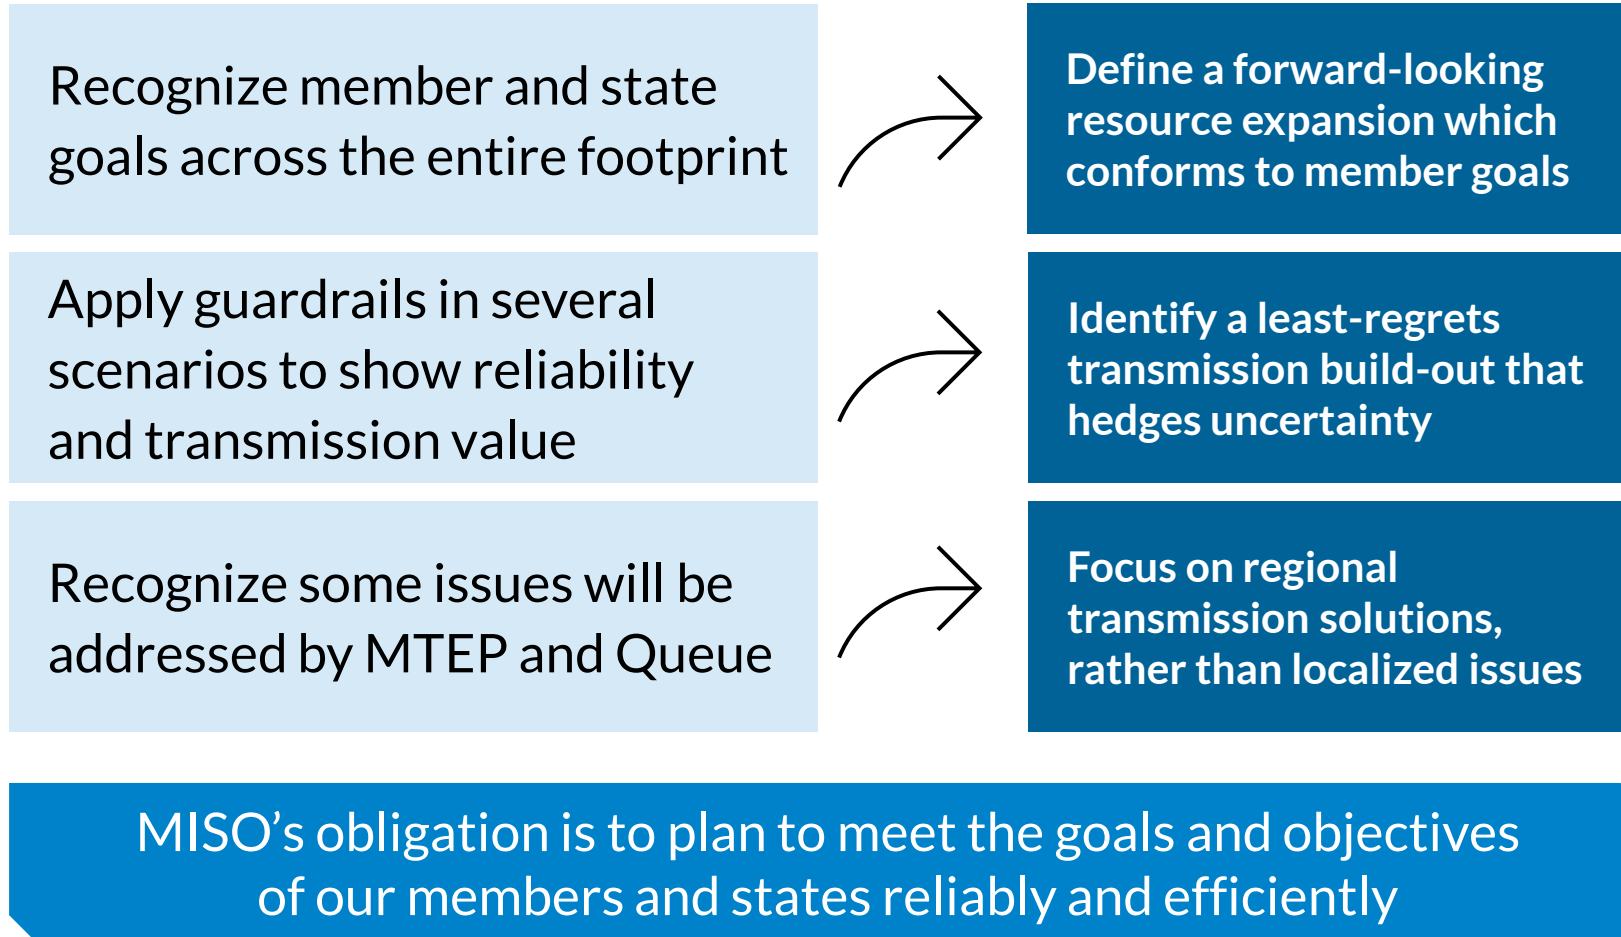 Recognize member and state
goals across the entire footprint
Define a forward-looking
resource expansion which
conforms to member goals
Apply guardrails in several
scenarios to show reliability
and transmission value
Identify a least-regrets
transmission build-out that
hedges uncertainty
Recognize some issues will be
addressed by MTEP and Queue
Focus on regional
transmission solutions,
rather than localized issues
MISO’s obligation is to plan to meet the goals and objectives
of our members and states reliably and efficiently